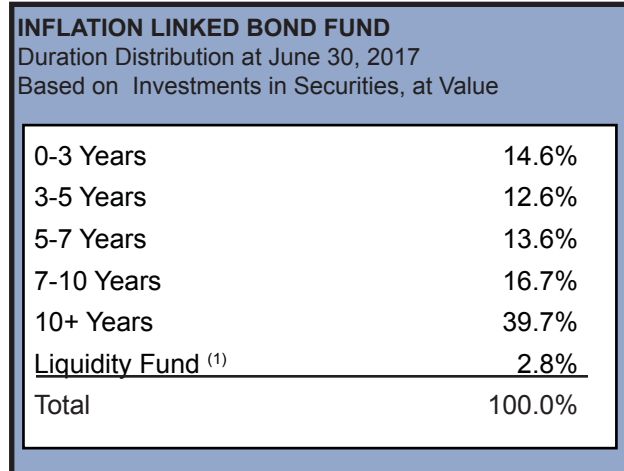 INFLATION LINKED BOND FUND
Duration Distribution at June 30, 2017
Based on  Investments in Securities, at Value
0-3 Years 14.6%
3-5 Years 12.6%
5-7 Years 13.6%
7-10 Years 16.7%
10+ Years 39.7%
Liquidity Fund (1) 2.8%
Total 100.0%